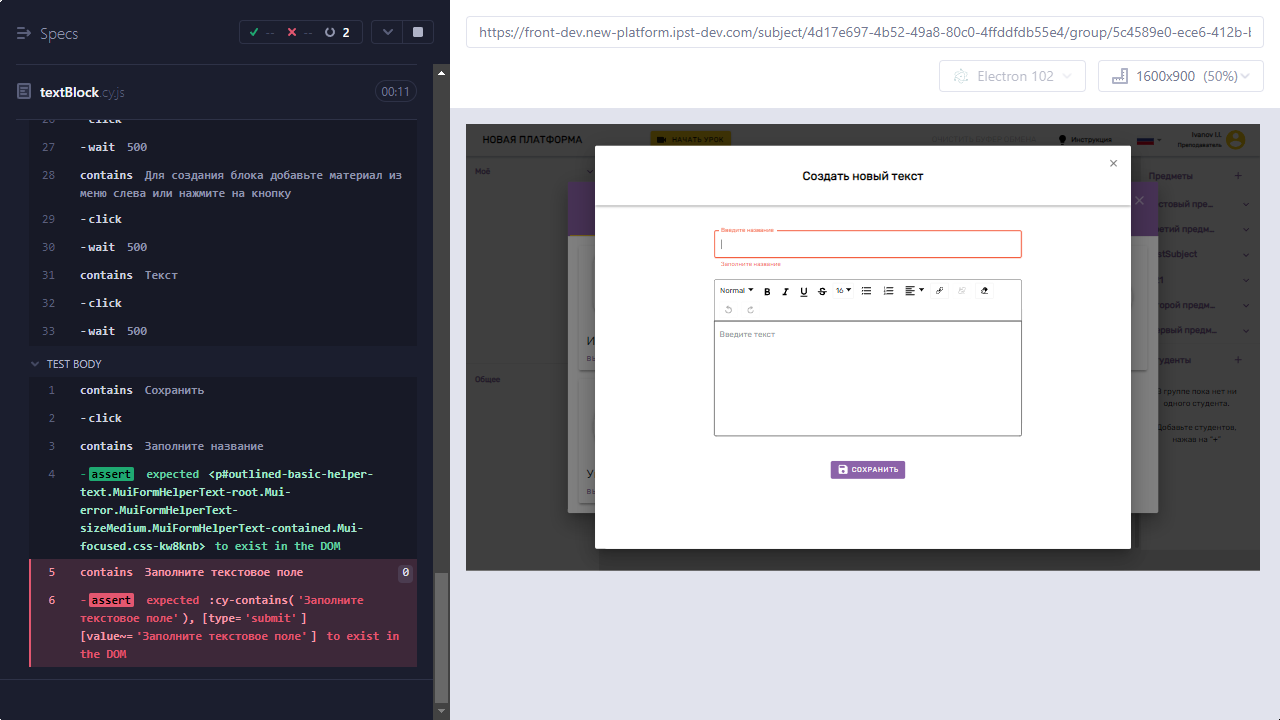 Specs
-- -- 2
textBlock.cy.js
00:11
-click
27 -wait 500
28 contains Для создания блока добавьте материал из
меню слева или нажмите на кнопку
29 -click
30 -wait 500
31 contains Текст
32 -click
33 -wait 500
TEST BODY
1 contains Сохранить
2 -click
3 contains Заполните название
4 -assert expected <p#outlined-basic-helper-
text.MuiFormHelperText-root.Mui-
error.MuiFormHelperText-
sizeMedium.MuiFormHelperText-contained.Mui-
focused.css-kw8knb> to exist in the DOM
5 contains Заполните текстовое поле 0
6 -assert expected :cy-contains('Заполните
текстовое поле'), [type='submit']
[value~='Заполните текстовое поле'] to exist in
the DOM
https://front-dev.new-platform.ipst-dev.com/subject/4d17e697-4b52-49a8-80c0-4ffddfdb55e4/group/5c4589e0-ece6-412b-b
Electron 102
1600x900 (50%)
НОВАЯ ПЛАТФОРМА
НАЧАТЬ УРОК
Инструкция
Ivanov I.I.
Преподаватель
Моё
Общее
Создать новый текст
Введите название
Заполните название
Normal B I U S 16
Введите текст
СОХРАНИТЬ
Предметы
стовый пре...
етий предм...
stSubject
орой предм...
рвый предм...
уденты
В группе пока нет ни
одного студента.
Добавьте студентов,
нажав на "+"